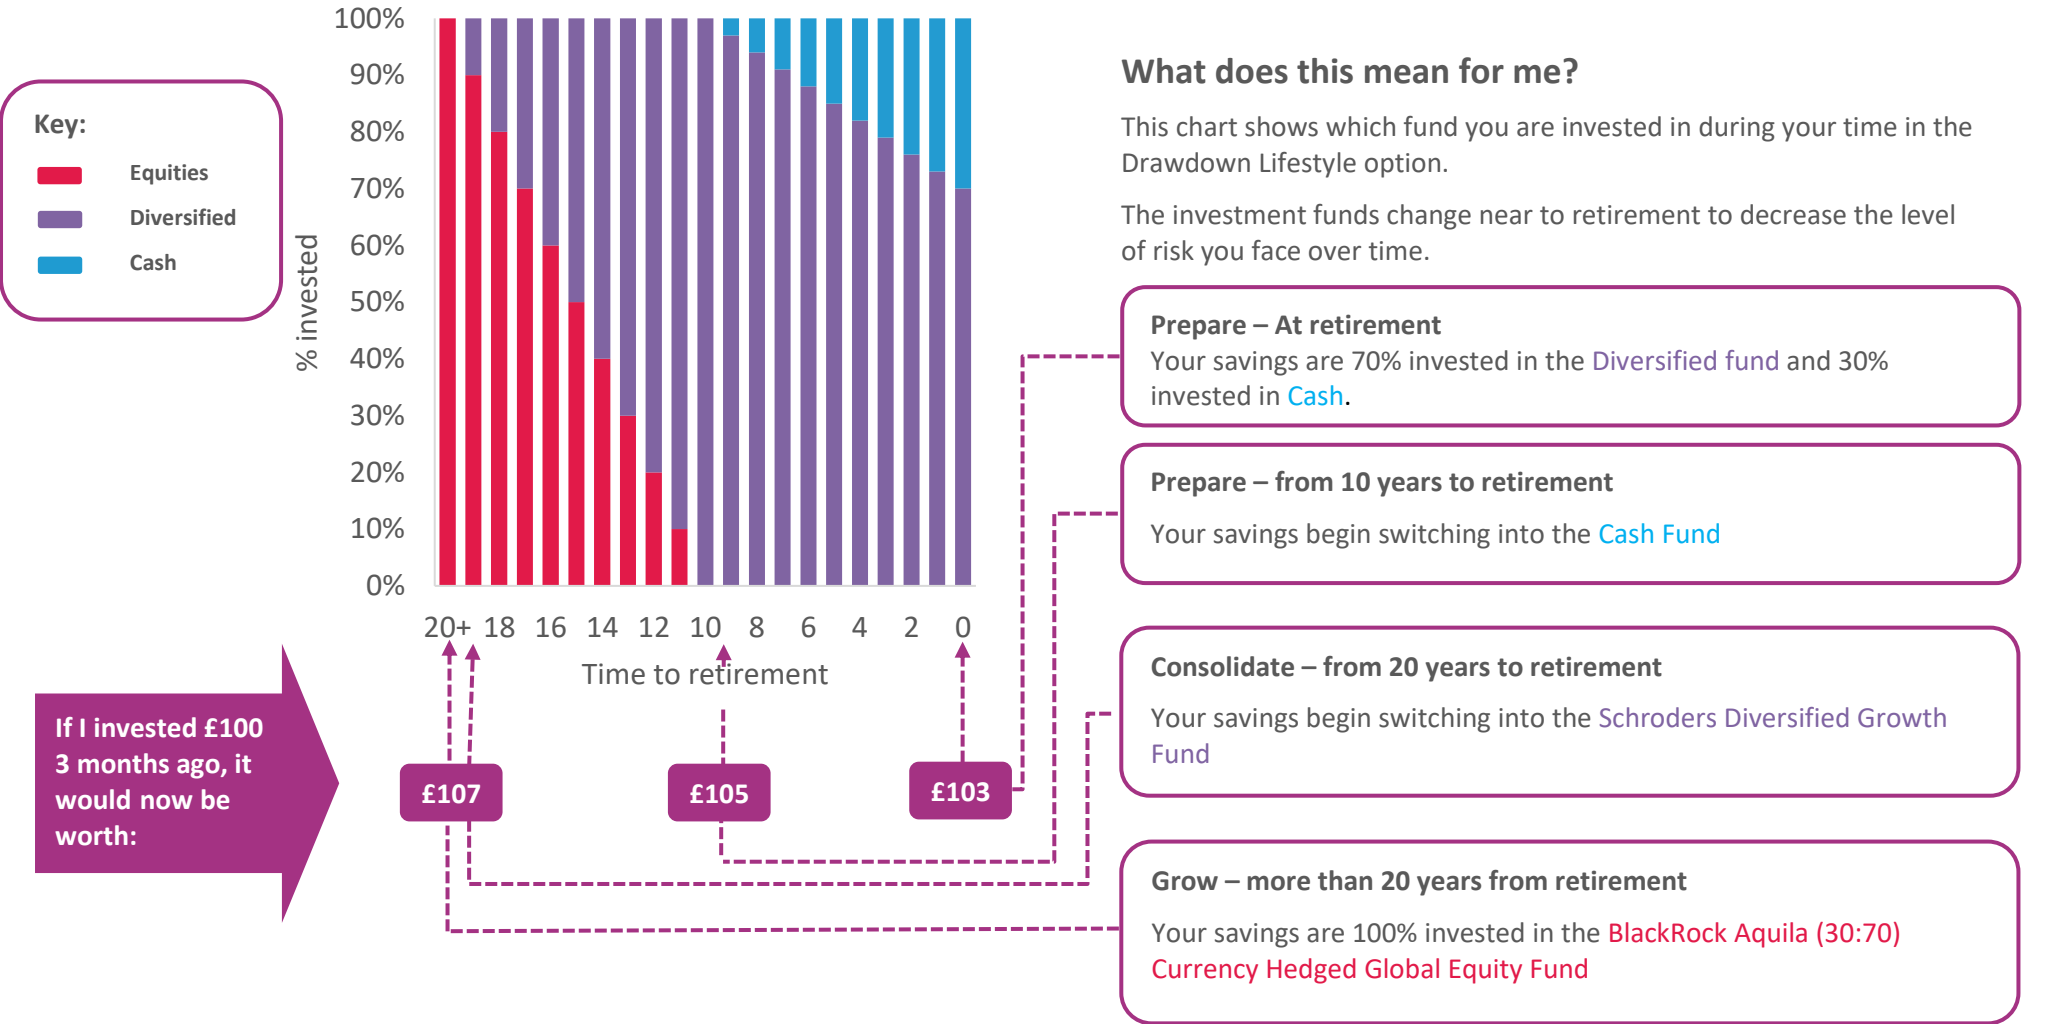 100%
90%
80%
70%
60%
50%
40%
30%
20%
10%
0%
% invested
20+ 18 16 14 12 10 8 6 4 2 0
Time to retirement
Key:
Equities
Diversified
Cash
If I invested £100
3 months ago, it
would now be
worth:
£107
£105
£103
What does this mean for me?
This chart shows which fund you are invested in during your time in the
Drawdown Lifestyle option.
The investment funds change near to retirement to decrease the level
of risk you face over time.
Prepare – At retirement
Your savings are 70% invested in the Diversified fund and 30%
invested in Cash.
Prepare – from 10 years to retirement
Your savings begin switching into the Cash Fund
Consolidate – from 20 years to retirement
Your savings begin switching into the Schroders Diversified Growth
Fund
Grow – more than 20 years from retirement
Your savings are 100% invested in the BlackRock Aquila (30:70)
Currency Hedged Global Equity Fund